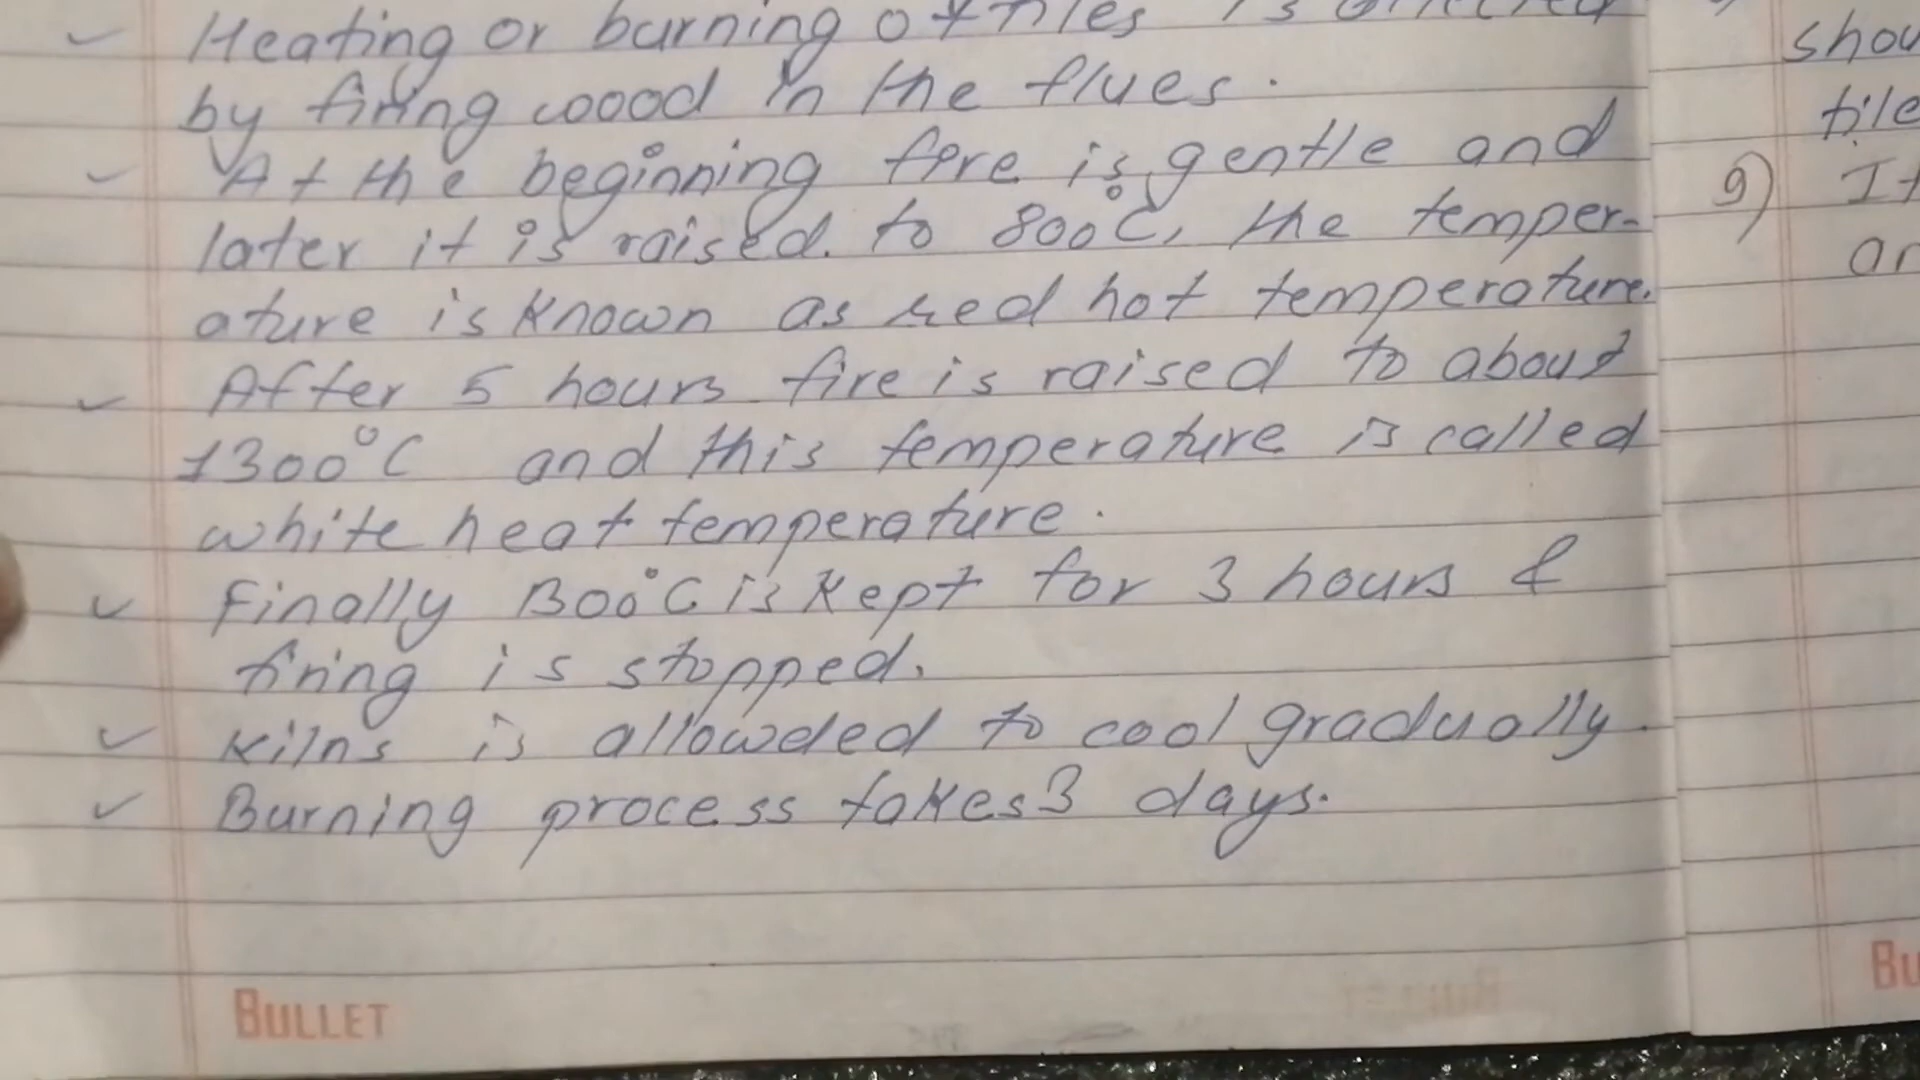 Heating or burning of tiles is effected
by firing wood in the flues.
At the beginning fire is gentle and
later it is raised. to 800°C, the temper-
ature is known as red hot temperature.
After 5 hours fire is raised to about
1300°C and this temperature is called
white heat temperature.
Finally 1300°C is kept for 3 hours &
firing is stopped.
Kilns is allowded to cool gradually.
Burning process takes 3 days.
BULLET
shou
tile
9) It
an
Bu